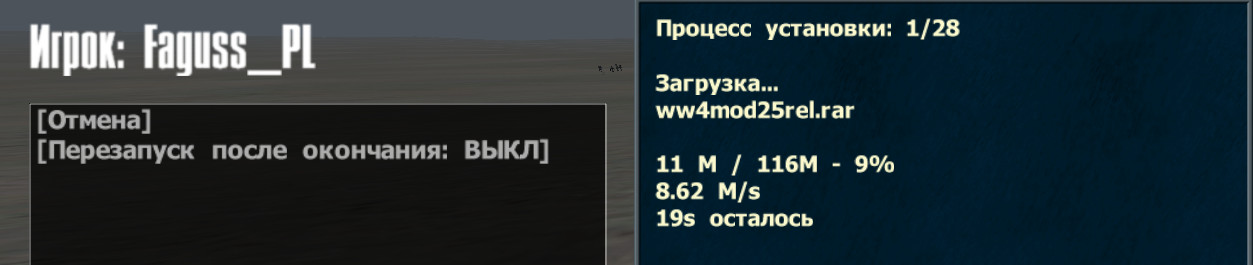 Игрок: Faguss_PL
[Отмена]
[Перезапуск после окончания: ВЫКЛ]
Процесс установки: 1/28
Загрузка...
ww4mod25rel.rar
11 M / 116M - 9%
8.62 M/s
19s осталось